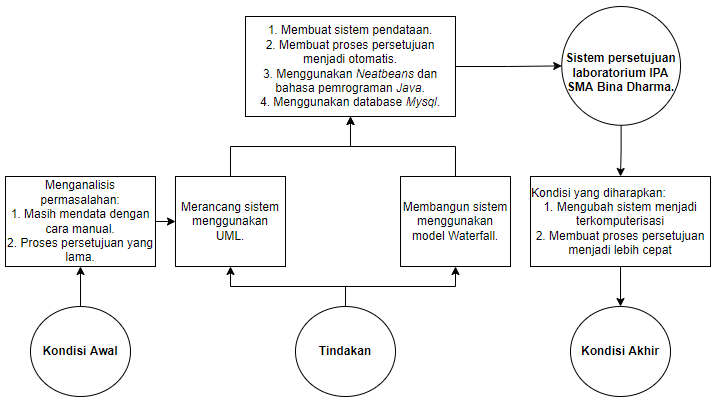 1. Membuat sistem pendataan.
2. Membuat proses persetujuan
menjadi otomatis.
3. Menggunakan Neatbeans dan
bahasa pemrograman Java.
4. Menggunakan database Mysql.
Sistem persetujuan
laboratorium IPA
SMA Bina Dharma.
Menganalisis
permasalahan:
1. Masih mendata dengan
cara manual.
2. Proses persetujuan yang
lama.
Merancang sistem
menggunakan
UML.
Membangun sistem
menggunakan
model Waterfall.
Kondisi yang diharapkan:
1. Mengubah sistem menjadi
terkomputerisasi
2. Membuat proses persetujuan
menjadi lebih cepat
Kondisi Awal
Tindakan
Kondisi Akhir